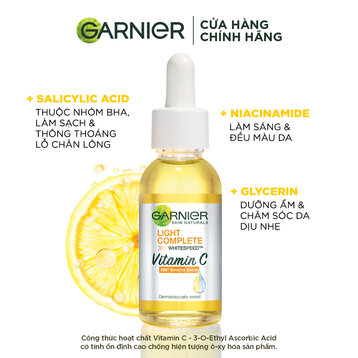 GARNIER
CỬA HÀNG
CHÍNH HÃNG
+ SALICYLIC ACID
THUỘC NHÓM BHA,
LÀM SẠCH &
THÔNG THOÁNG
LỖ CHÂN LÔNG
+ NIACINAMIDE
LÀM SÁNG &
ĐỀU MÀU DA
+ GLYCERIN
DƯỠNG ẨM &
CHĂM SÓC DA
DỊU NHẸ
GARNIER
SKIN NATURALS
LIGHT
COMPLETE
WHITESPEED™
Vitamin C
Booster Serum
Dermatologically tested
Công thức hoạt chất Vitamin C - 3-O-Ethyl Ascorbic Acid
có tính ổn định cao chống hiện tượng ô-xy hóa sản phẩm.